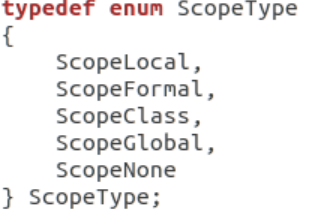 typedef enum ScopeType
{
    ScopeLocal,
    ScopeFormal,
    ScopeClass,
    ScopeGlobal,
    ScopeNone
} ScopeType;